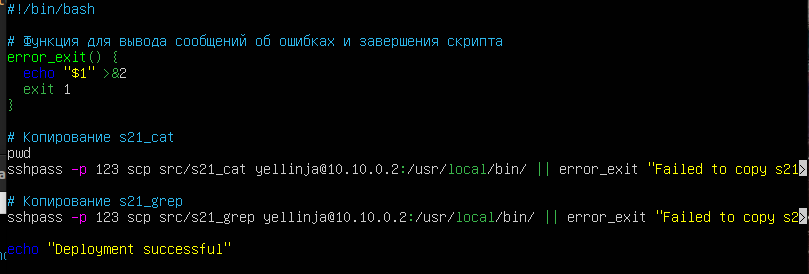 #!/bin/bash
# Функция для вывода сообщений об ошибках и завершения скрипта
error_exit() {
  echo "$1" >&2
  exit 1
}
# Копирование s21_cat
pwd
sshpass -p 123 scp src/s21_cat yellinja@10.10.0.2:/usr/local/bin/ || error_exit "Failed to copy s21>
# Копирование s21_grep
sshpass -p 123 scp src/s21_grep yellinja@10.10.0.2:/usr/local/bin/ || error_exit "Failed to copy s2>
echo "Deployment successful"